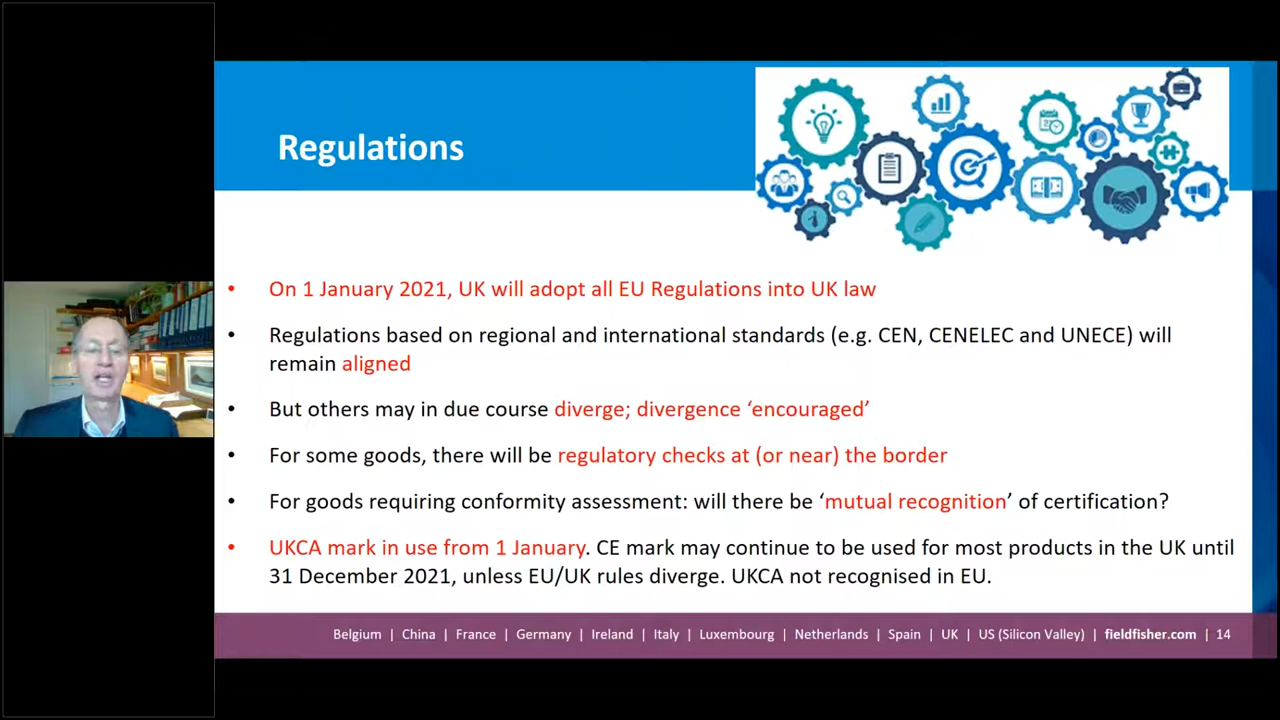 Regulations
• On 1 January 2021, UK will adopt all EU Regulations into UK law
• Regulations based on regional and international standards (e.g. CEN, CENELEC and UNECE) will
remain aligned
• But others may in due course diverge; divergence ‘encouraged’
• For some goods, there will be regulatory checks at (or near) the border
• For goods requiring conformity assessment: will there be ‘mutual recognition’ of certification?
• UKCA mark in use from 1 January. CE mark may continue to be used for most products in the UK until
31 December 2021, unless EU/UK rules diverge. UKCA not recognised in EU.
Belgium | China | France | Germany | Ireland | Italy | Luxembourg | Netherlands | Spain | UK | US (Silicon Valley) | fieldfisher.com | 14